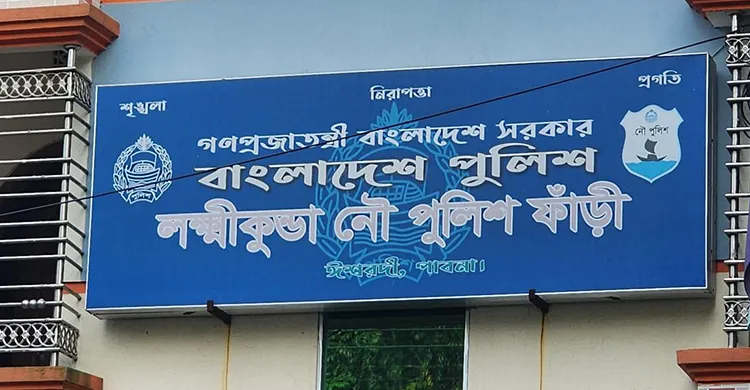 শৃঙ্খলা নিরাপত্তা প্রগতি
গণপ্রজাতন্ত্রী বাংলাদেশ সরকার
বাংলাদেশ পুলিশ
লক্ষ্মীকুন্ডা নৌ পুলিশ ফাঁড়ী
ঈশ্বরদী, পাবনা।
পুলিশ
নৌ পুলিশ